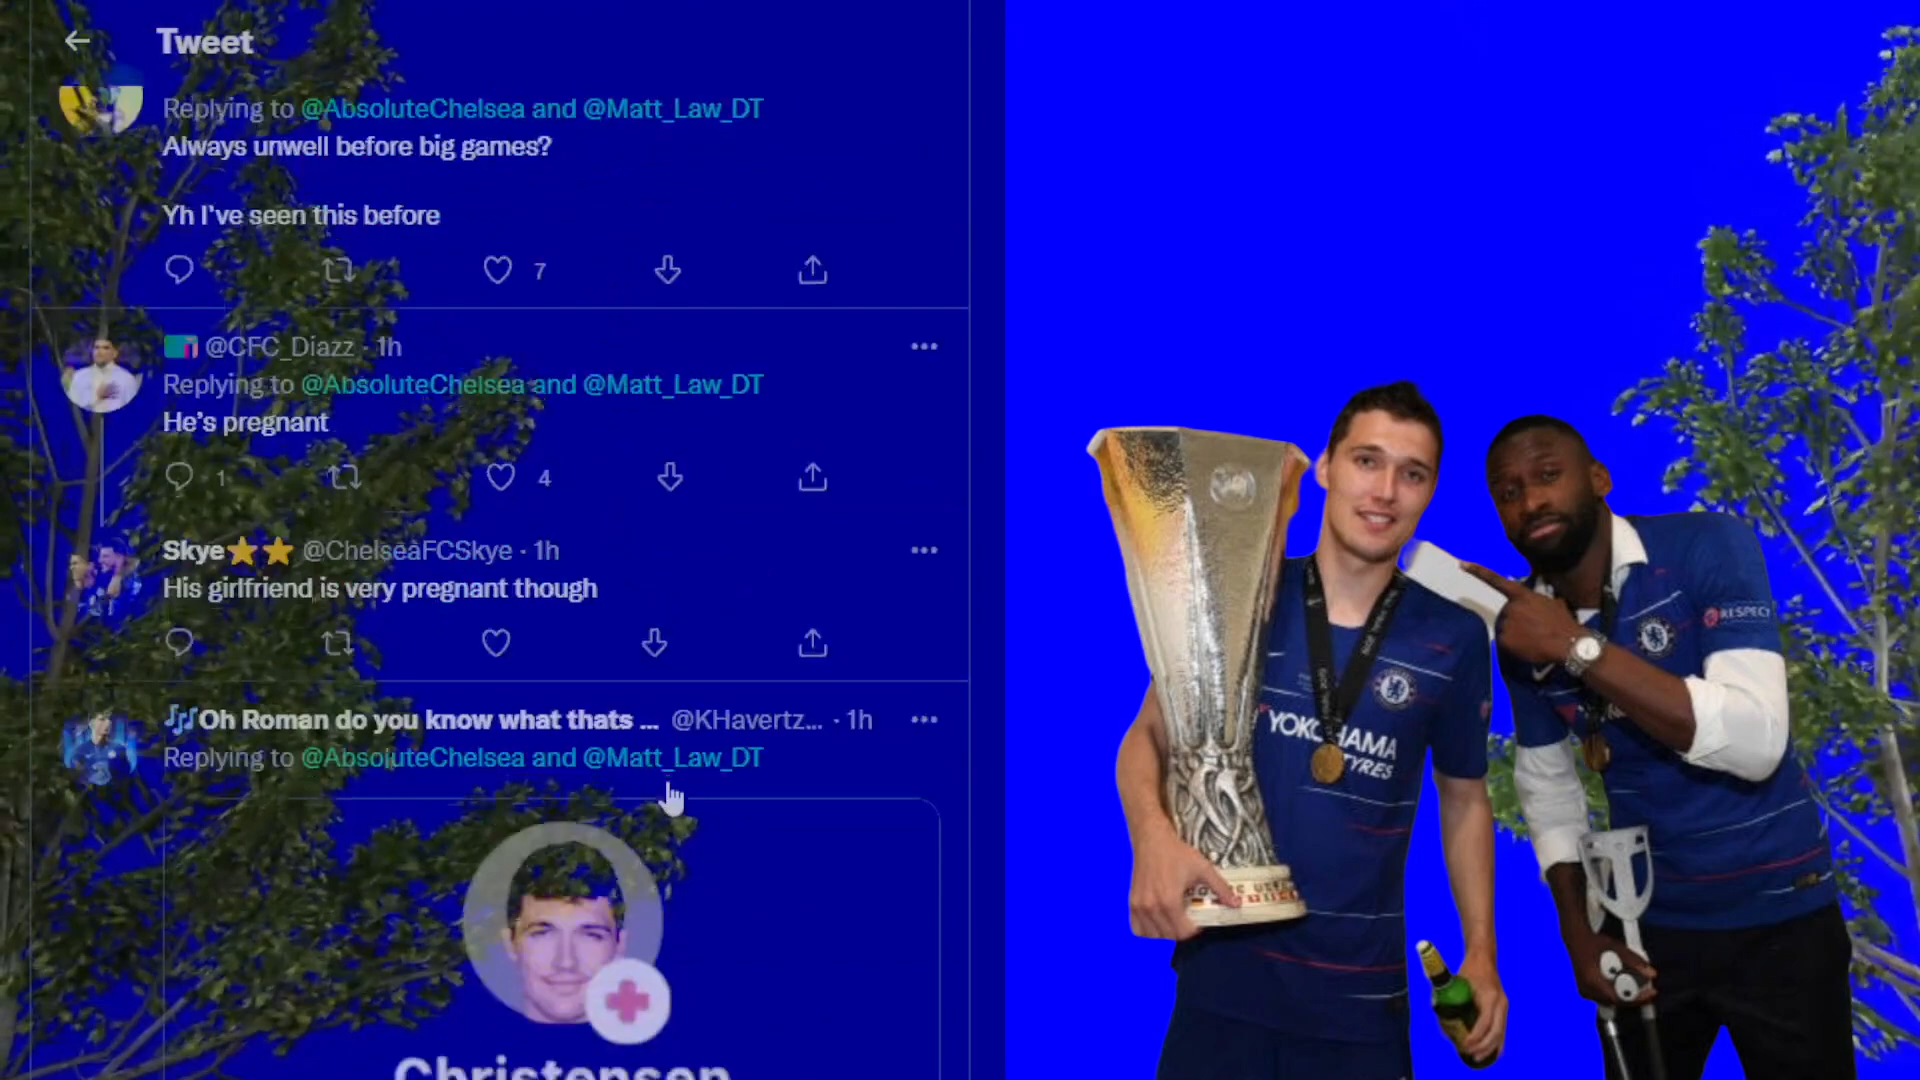 Tweet
Replying to @AbsoluteChelsea and @Matt_Law_DT
Always unwell before big games?
Yh I've seen this before
7
@CFC_Diazz · 1h
Replying to @AbsoluteChelsea and @Matt_Law_DT
He's pregnant
1 4
Skye⭐⭐ @ChelseaFCSkye · 1h
His girlfriend is very pregnant though
🎶Oh Roman do you know what thats ... @KHavertz... · 1h
Replying to @AbsoluteChelsea and @Matt_Law_DT
Christensen
RESPECT
YOKOHAMA
TYRES